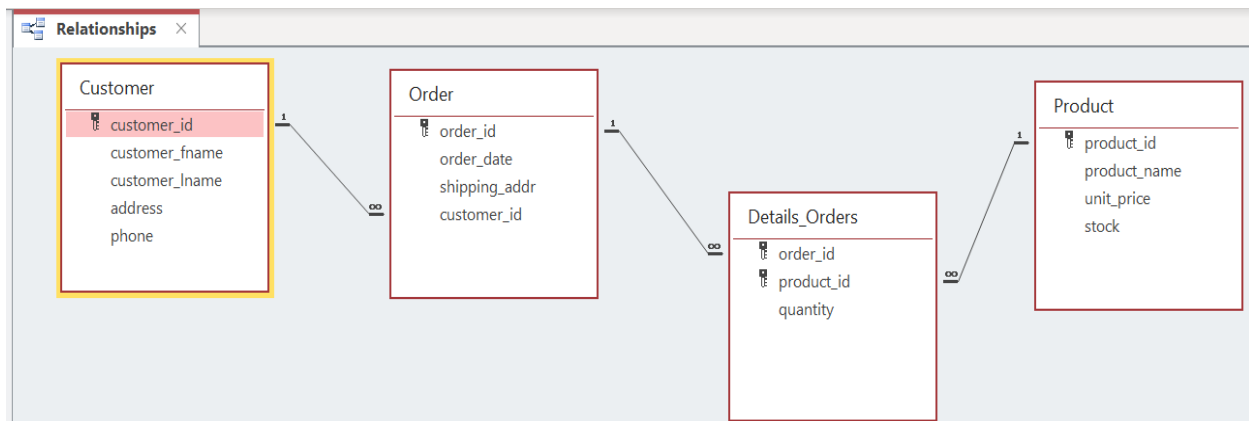 Relationships
Customer
customer_id
customer_fname
customer_lname
address
phone
1
∞
Order
order_id
order_date
shipping_addr
customer_id
1
∞
Details_Orders
order_id
product_id
quantity
∞
1
Product
product_id
product_name
unit_price
stock